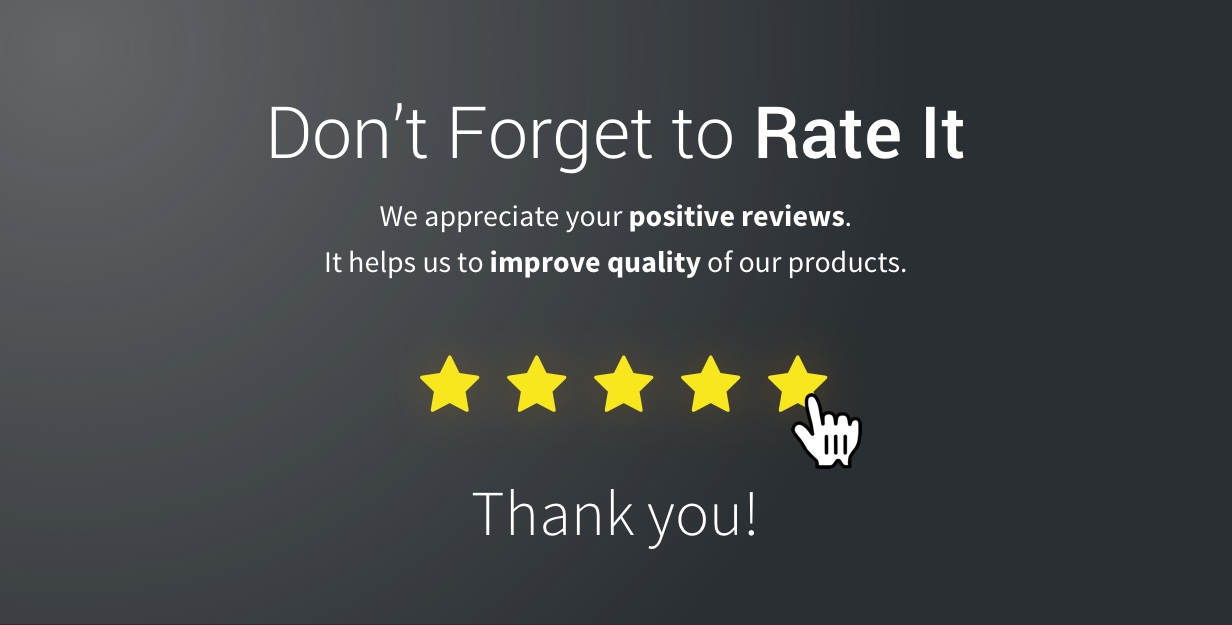 Don’t Forget to Rate It
We appreciate your positive reviews.
It helps us to improve quality of our products.
Thank you!